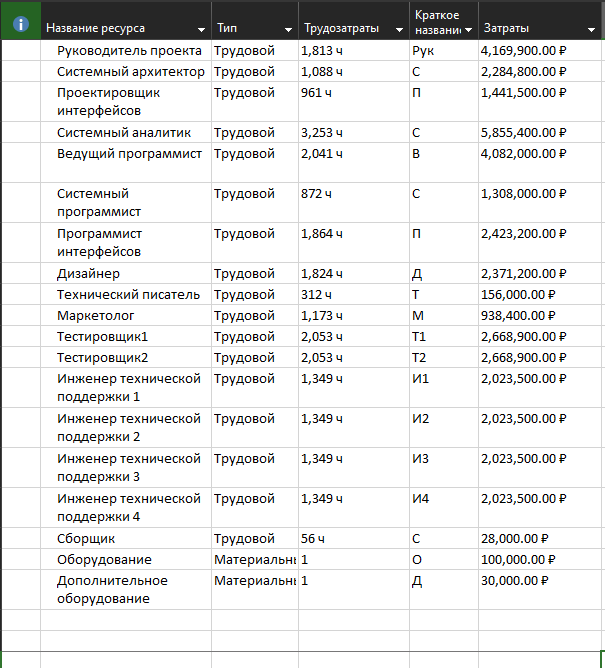 Название ресурса Тип Трудозатраты Краткое названи Затраты
Руководитель проекта Трудовой 1,813 ч Рук 4,169,900.00 ₽
Системный архитектор Трудовой 1,088 ч С 2,284,800.00 ₽
Проектировщик Трудовой 961 ч П 1,441,500.00 ₽
интерфейсов
Системный аналитик Трудовой 3,253 ч С 5,855,400.00 ₽
Ведущий программист Трудовой 2,041 ч В 4,082,000.00 ₽
Системный Трудовой 872 ч С 1,308,000.00 ₽
программист
Программист Трудовой 1,864 ч П 2,423,200.00 ₽
интерфейсов
Дизайнер Трудовой 1,824 ч Д 2,371,200.00 ₽
Технический писатель Трудовой 312 ч Т 156,000.00 ₽
Маркетолог Трудовой 1,173 ч М 938,400.00 ₽
Тестировщик1 Трудовой 2,053 ч Т1 2,668,900.00 ₽
Тестировщик2 Трудовой 2,053 ч Т2 2,668,900.00 ₽
Инженер технической Трудовой 1,349 ч И1 2,023,500.00 ₽
поддержки 1
Инженер технической Трудовой 1,349 ч И2 2,023,500.00 ₽
поддержки 2
Инженер технической Трудовой 1,349 ч И3 2,023,500.00 ₽
поддержки 3
Инженер технической Трудовой 1,349 ч И4 2,023,500.00 ₽
поддержки 4
Сборщик Трудовой 56 ч С 28,000.00 ₽
Оборудование Материальнь 1 О 100,000.00 ₽
Дополнительное Материальнь 1 Д 30,000.00 ₽
оборудование